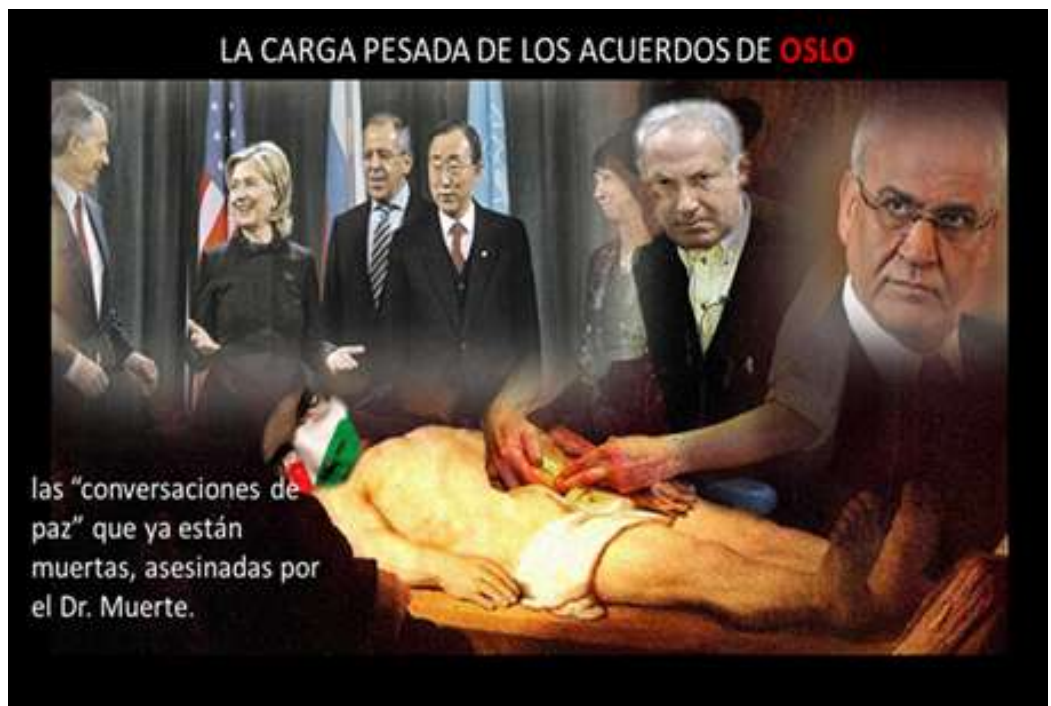 LA CARGA PESADA DE LOS ACUERDOS DE OSLO
las “conversaciones de
paz” que ya están
muertas, asesinadas por
el Dr. Muerte.